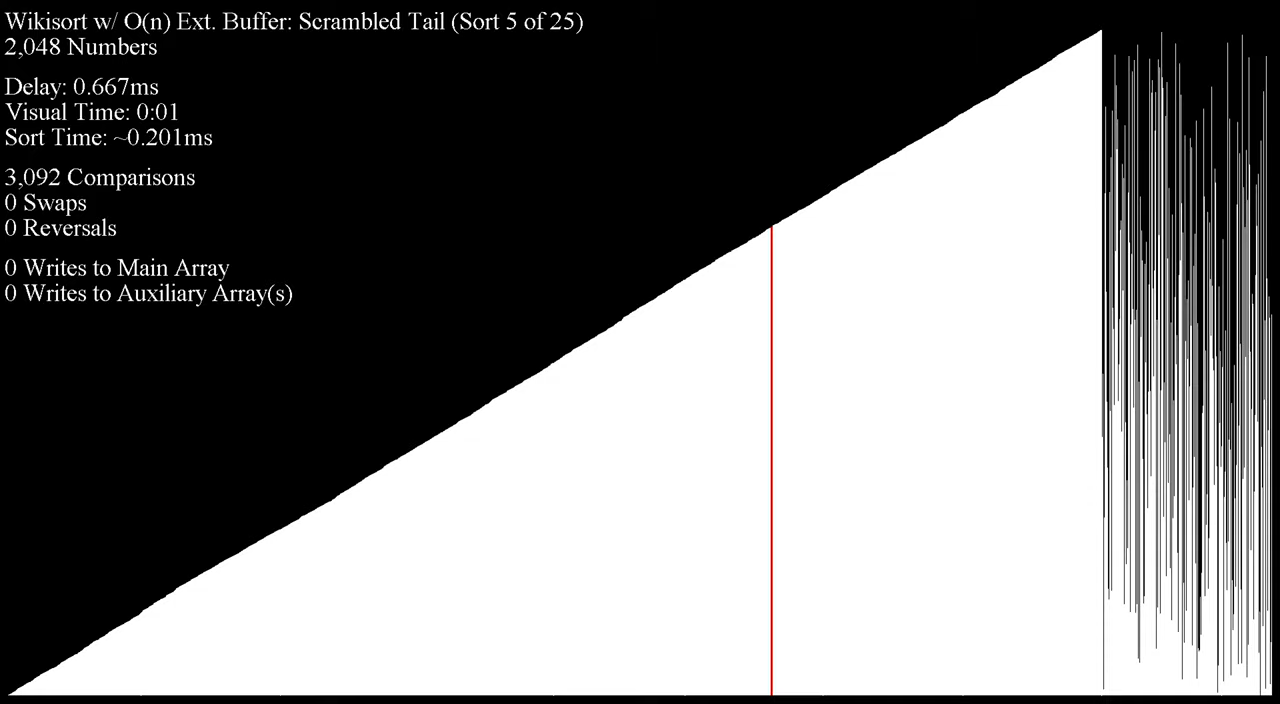 Wikisort w/ O(n) Ext. Buffer: Scrambled Tail (Sort 5 of 25)
2,048 Numbers
Delay: 0.667ms
Visual Time: 0:01
Sort Time: ~0.201ms
3,092 Comparisons
0 Swaps
0 Reversals
0 Writes to Main Array
0 Writes to Auxiliary Array(s)